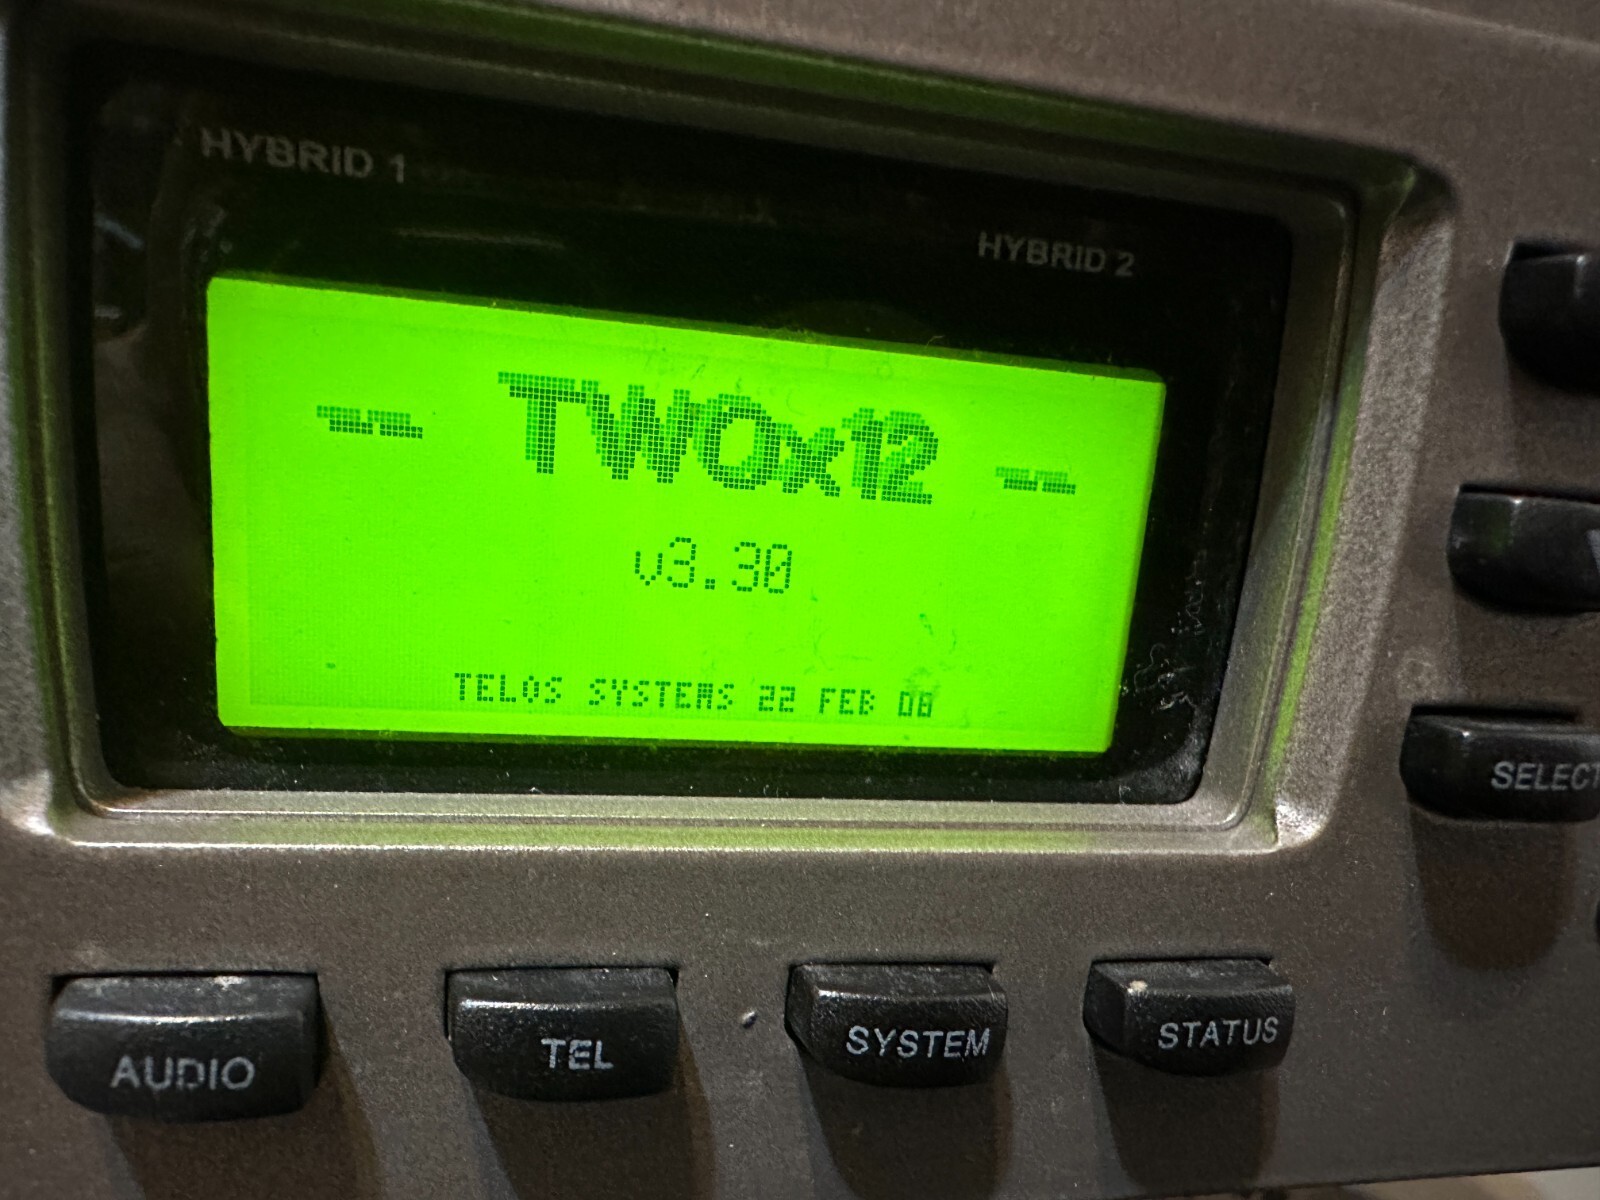 HYBRID 1
HYBRID 2
-- TWOx12 --
v3.30
TELOS SYSTEMS 22 FEB 08
SELECT
AUDIO
TEL
SYSTEM
STATUS